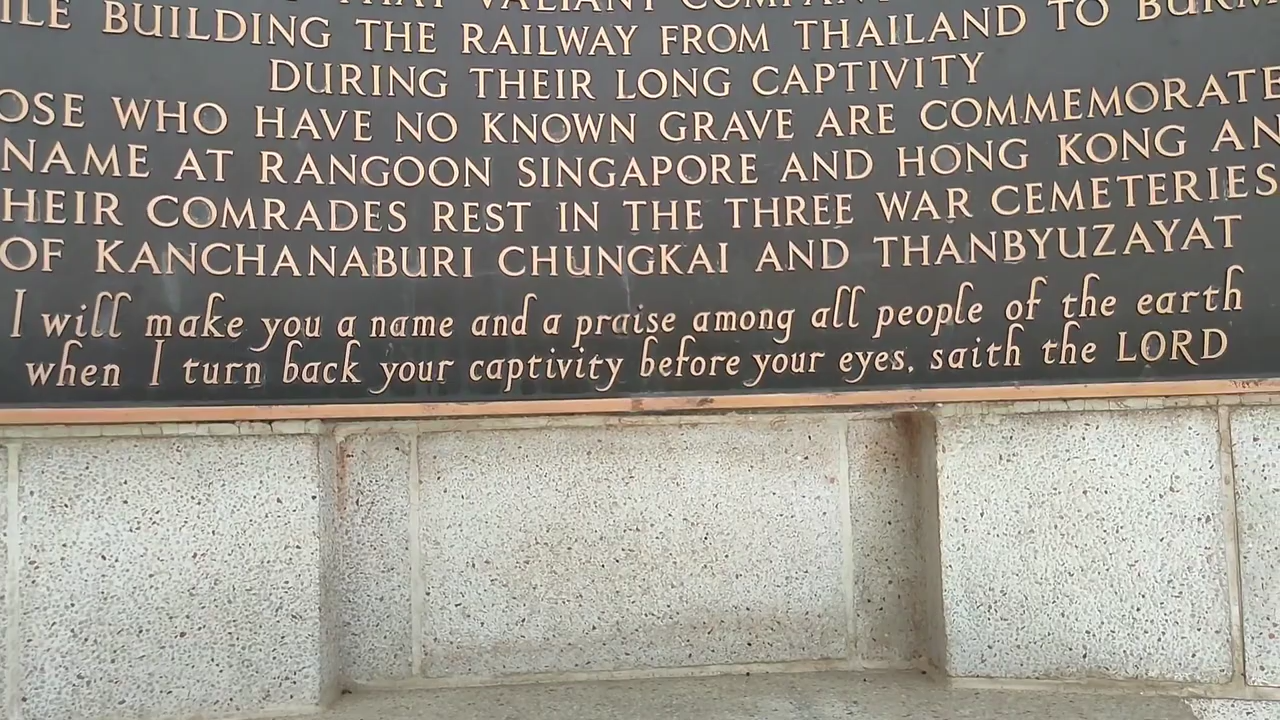 THAT VALIANT
BUILDING THE RAILWAY FROM THAILAND TO BURM
DURING THEIR LONG CAPTIVITY
OSE WHO HAVE NO KNOWN GRAVE ARE COMMEMORATE
NAME AT RANGOON SINGAPORE AND HONG KONG AN
HEIR COMRADES REST IN THE THREE WAR CEMETERIES
OF KANCHANABURI CHUNGKAI AND THANBYUZAYAT
I will make you a name and a praise among all people of the earth
when I turn back your captivity before your eyes, saith the LORD